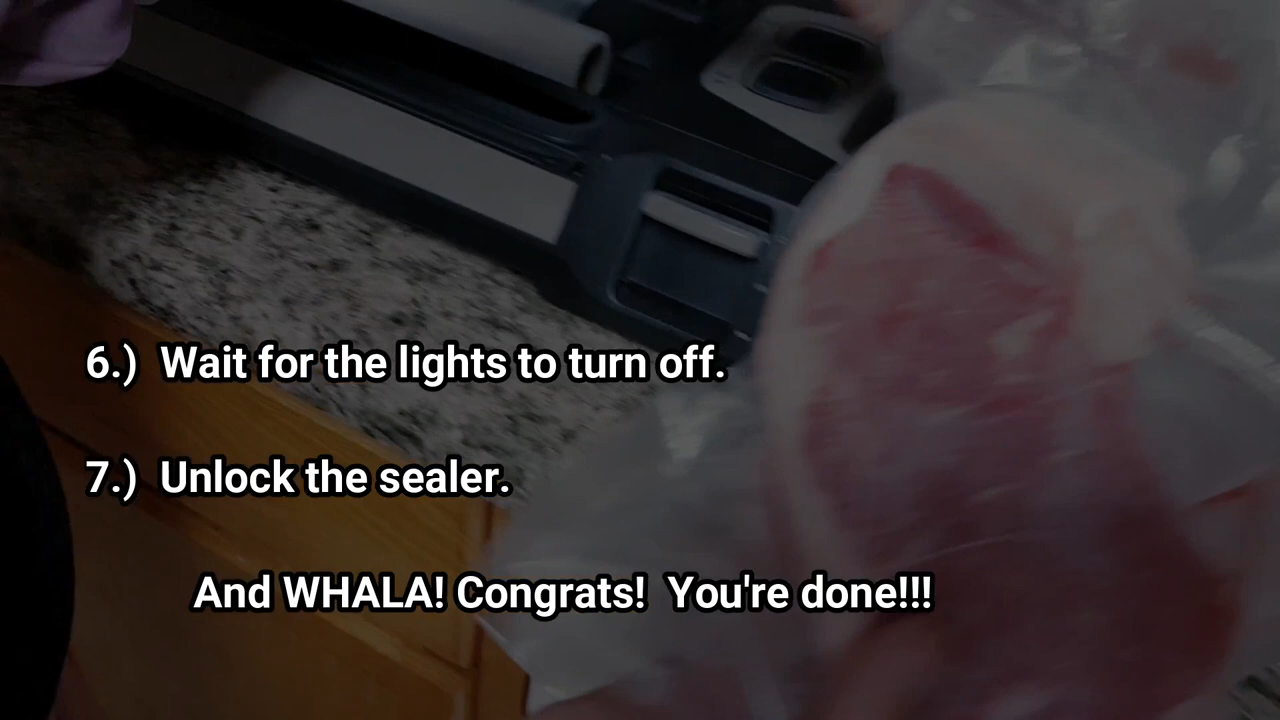 6.) Wait for the lights to turn off.
7.) Unlock the sealer.
And WHALA! Congrats! You're done!!!